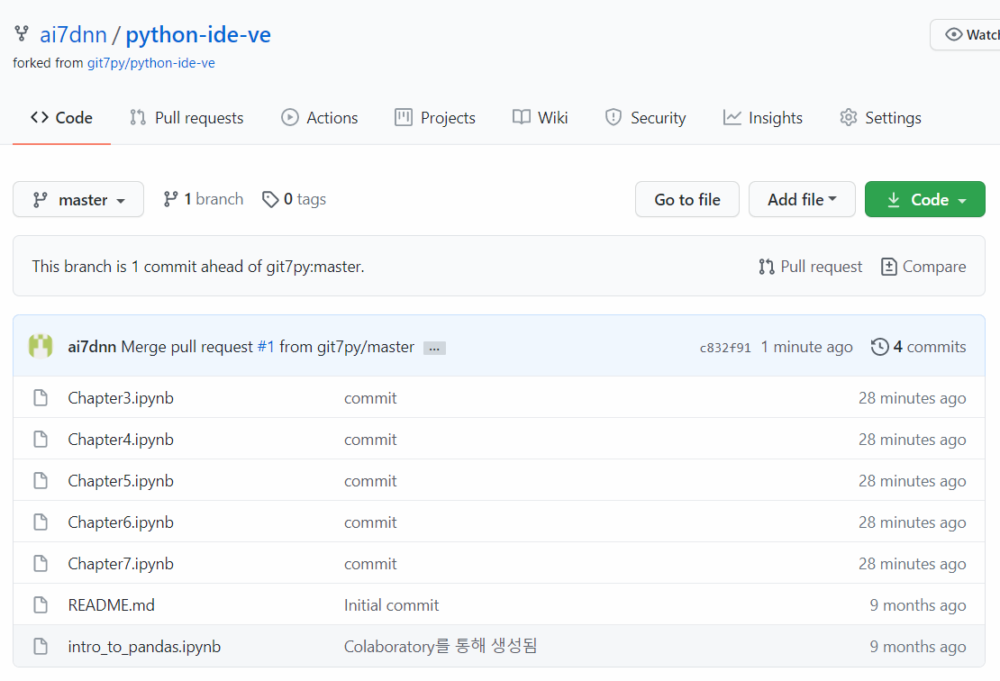 ai7dnn / python-ide-ve
Watch
forked from git7py/python-ide-ve
Code Pull requests Actions Projects Wiki Security Insights Settings
master 1 branch 0 tags Go to file Add file Code
This branch is 1 commit ahead of git7py:master. Pull request Compare
ai7dnn Merge pull request #1 from git7py/master ... c832f91 1 minute ago 4 commits
Chapter3.ipynb commit 28 minutes ago
Chapter4.ipynb commit 28 minutes ago
Chapter5.ipynb commit 28 minutes ago
Chapter6.ipynb commit 28 minutes ago
Chapter7.ipynb commit 28 minutes ago
README.md Initial commit 9 months ago
intro_to_pandas.ipynb Colaboratory를 통해 생성됨 9 months ago